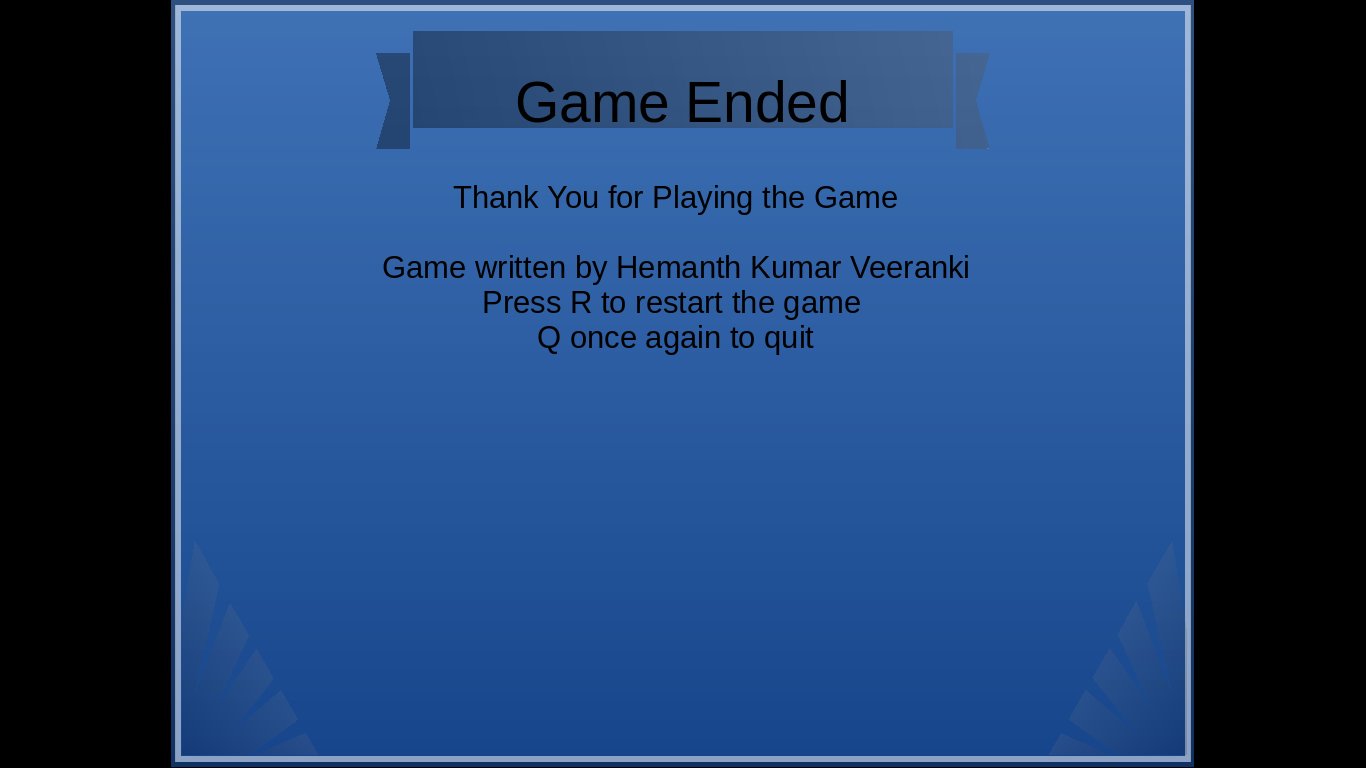 Game Ended
Thank You for Playing the Game
Game written by Hemanth Kumar Veeranki
Press R to restart the game
Q once again to quit